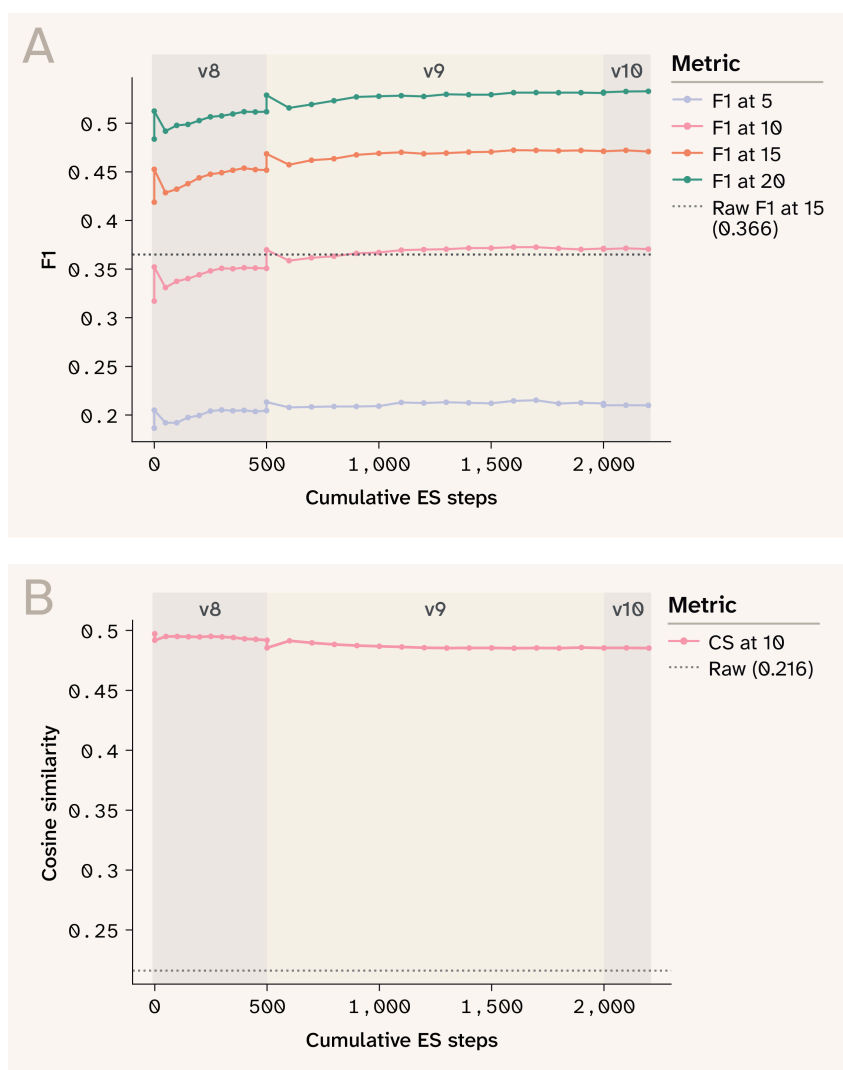 A
v8 v9 v10
Metric
F1 at 5
F1 at 10
F1 at 15
F1 at 20
Raw F1 at 15
(0.366)
F1
0.5
0.45
0.4
0.35
0.3
0.25
0.2
0 500 1,000 1,500 2,000
Cumulative ES steps
B
v8 v9 v10
Metric
CS at 10
Raw (0.216)
Cosine similarity
0.5
0.45
0.4
0.35
0.3
0.25
0 500 1,000 1,500 2,000
Cumulative ES steps